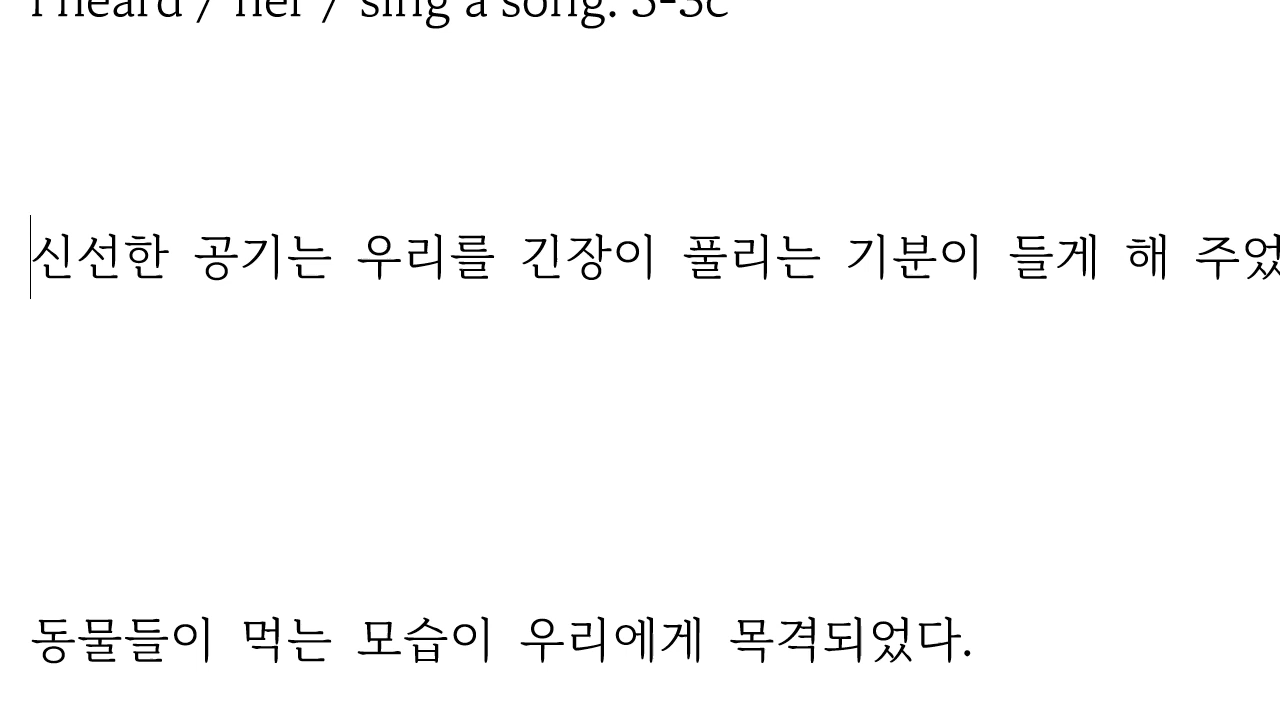 I heard / her / sing a song. 5-3c
신선한 공기는 우리를 긴장이 풀리는 기분이 들게 해 주었
동물들이 먹는 모습이 우리에게 목격되었다.